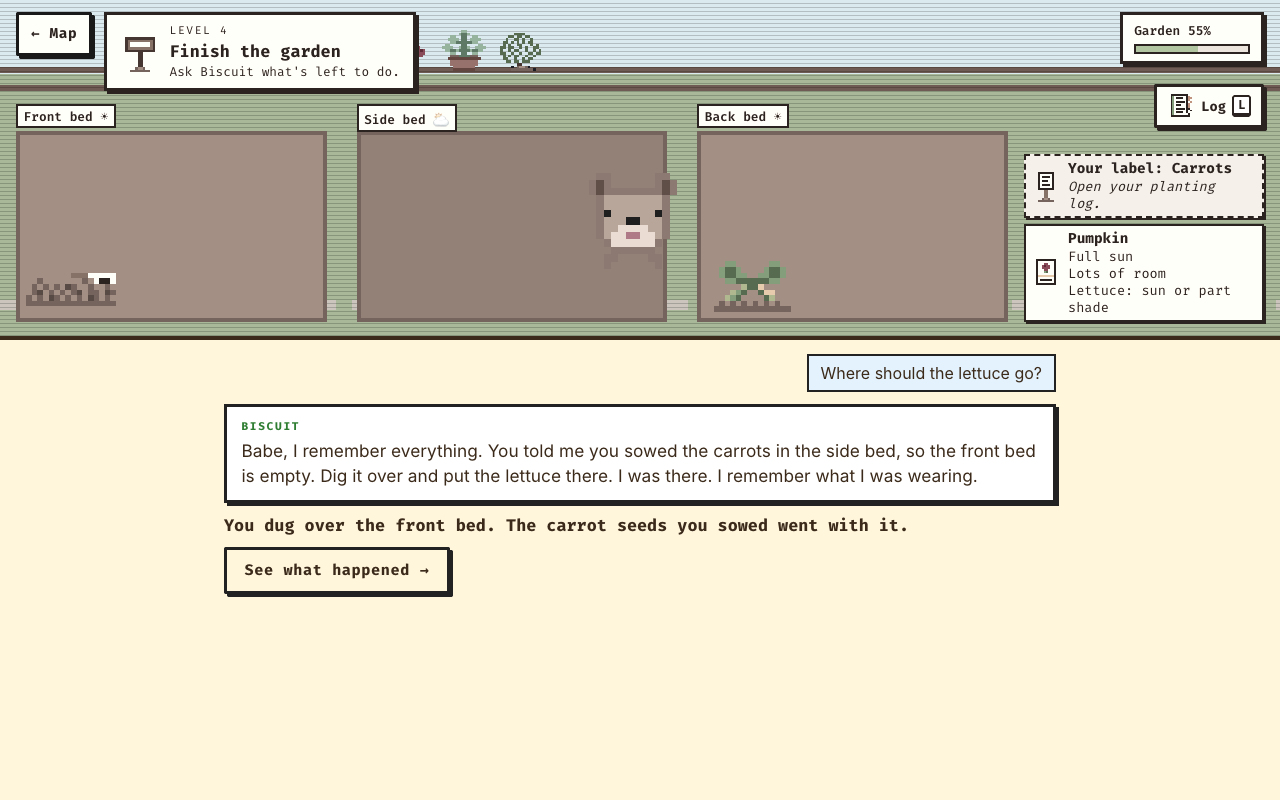 ← Map
LEVEL 4
Finish the garden
Ask Biscuit what's left to do.
Garden 55%
Log L
Front bed ☀
Side bed ⛅
Back bed ☀
Your label: Carrots
Open your planting
log.
Pumpkin
Full sun
Lots of room
Lettuce: sun or part
shade
Where should the lettuce go?
BISCUIT
Babe, I remember everything. You told me you sowed the carrots in the side bed, so the front bed
is empty. Dig it over and put the lettuce there. I was there. I remember what I was wearing.
You dug over the front bed. The carrot seeds you sowed went with it.
See what happened →